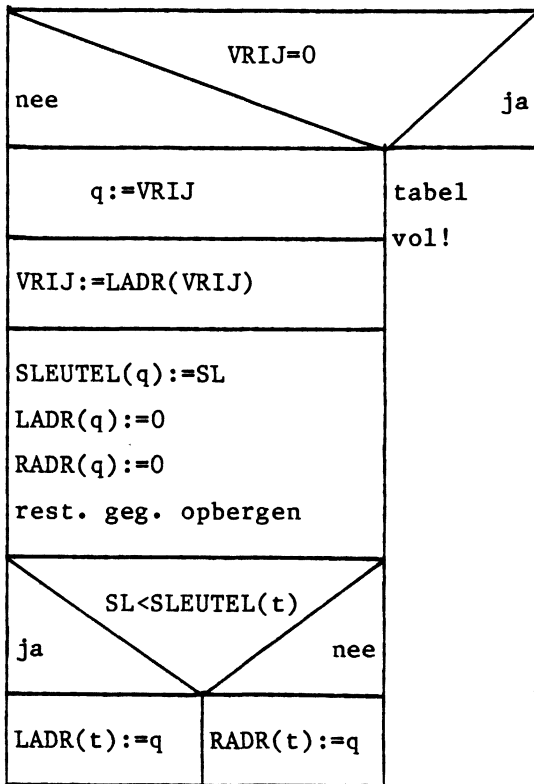 VRIJ=0
nee
ja
q:=VRIJ
tabel
vol!
VRIJ:=LADR(VRIJ)
SLEUTEL(q):=SL
LADR(q):=0
RADR(q):=0
rest. geg. opbergen
SL<SLEUTEL(t)
ja
nee
LADR(t):=q
RADR(t):=q